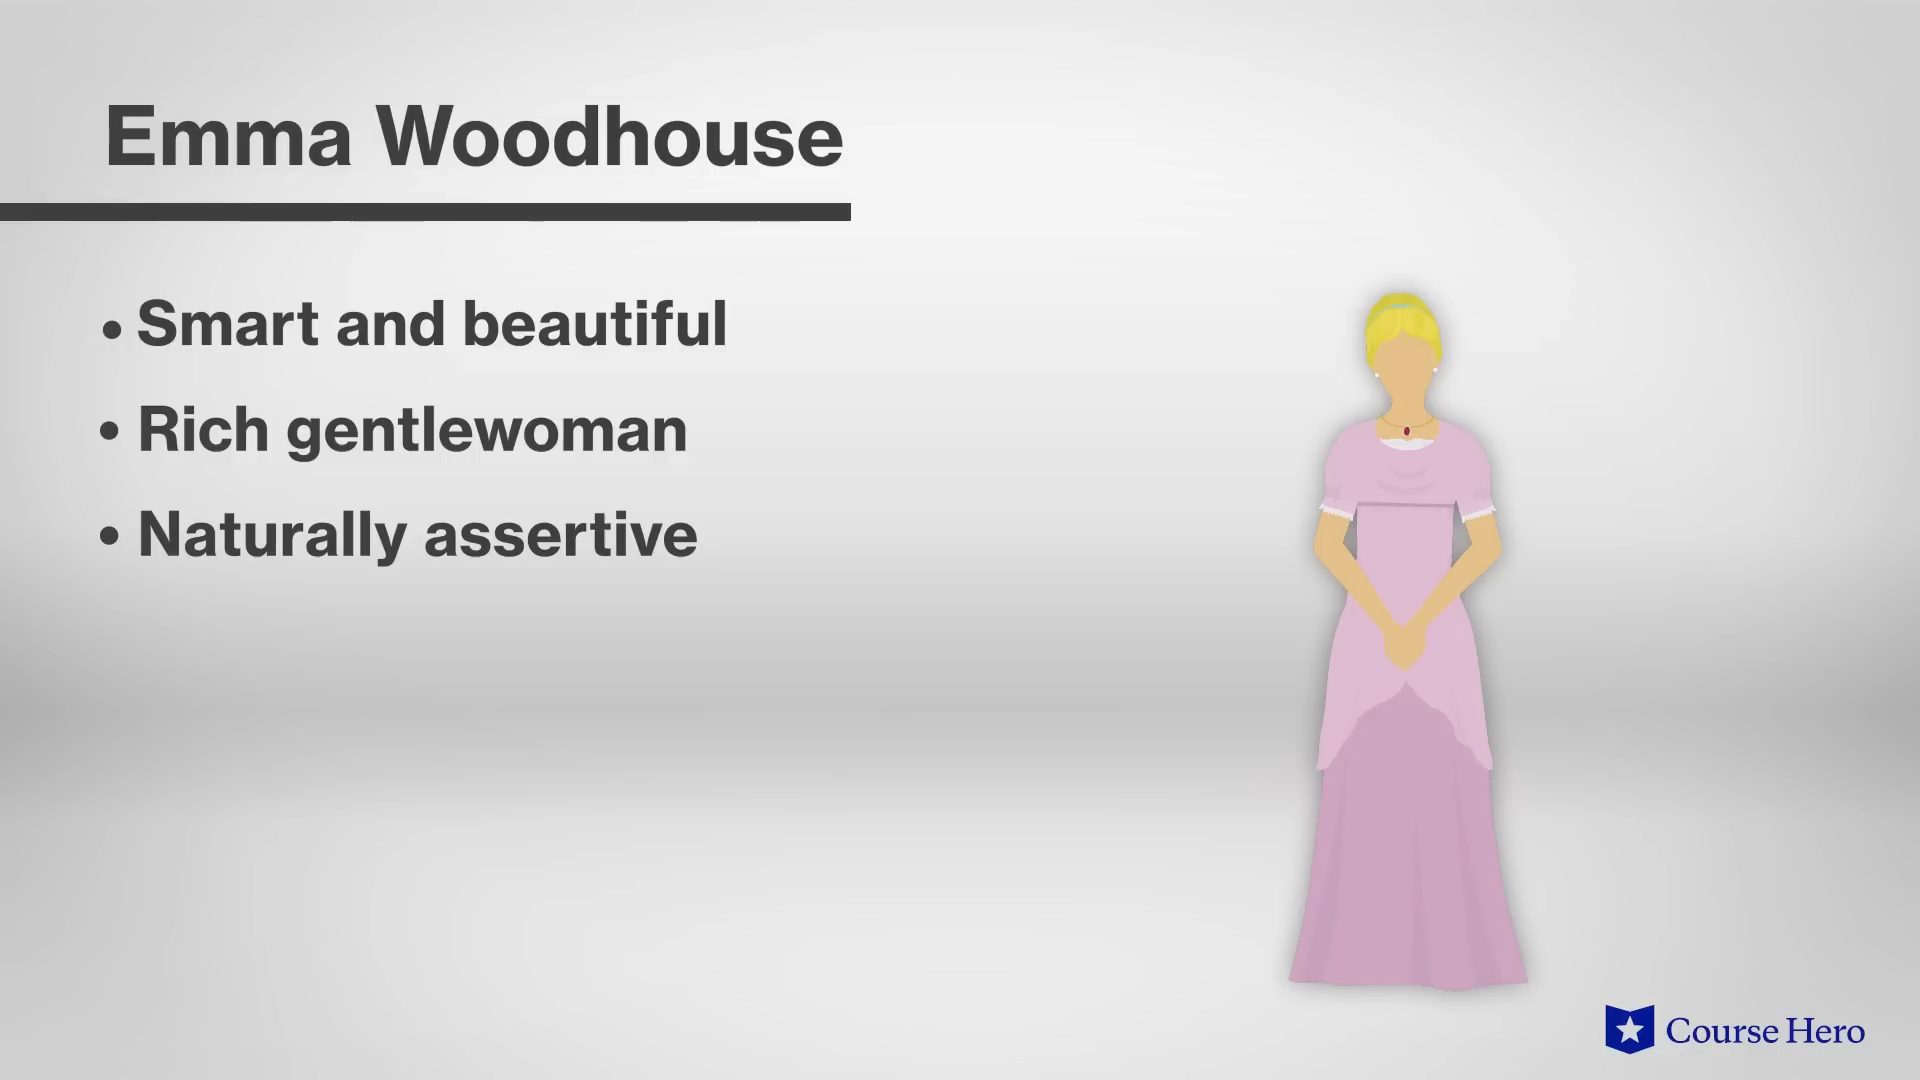 Emma Woodhouse
• Smart and beautiful
• Rich gentlewoman
• Naturally assertive
Course Hero